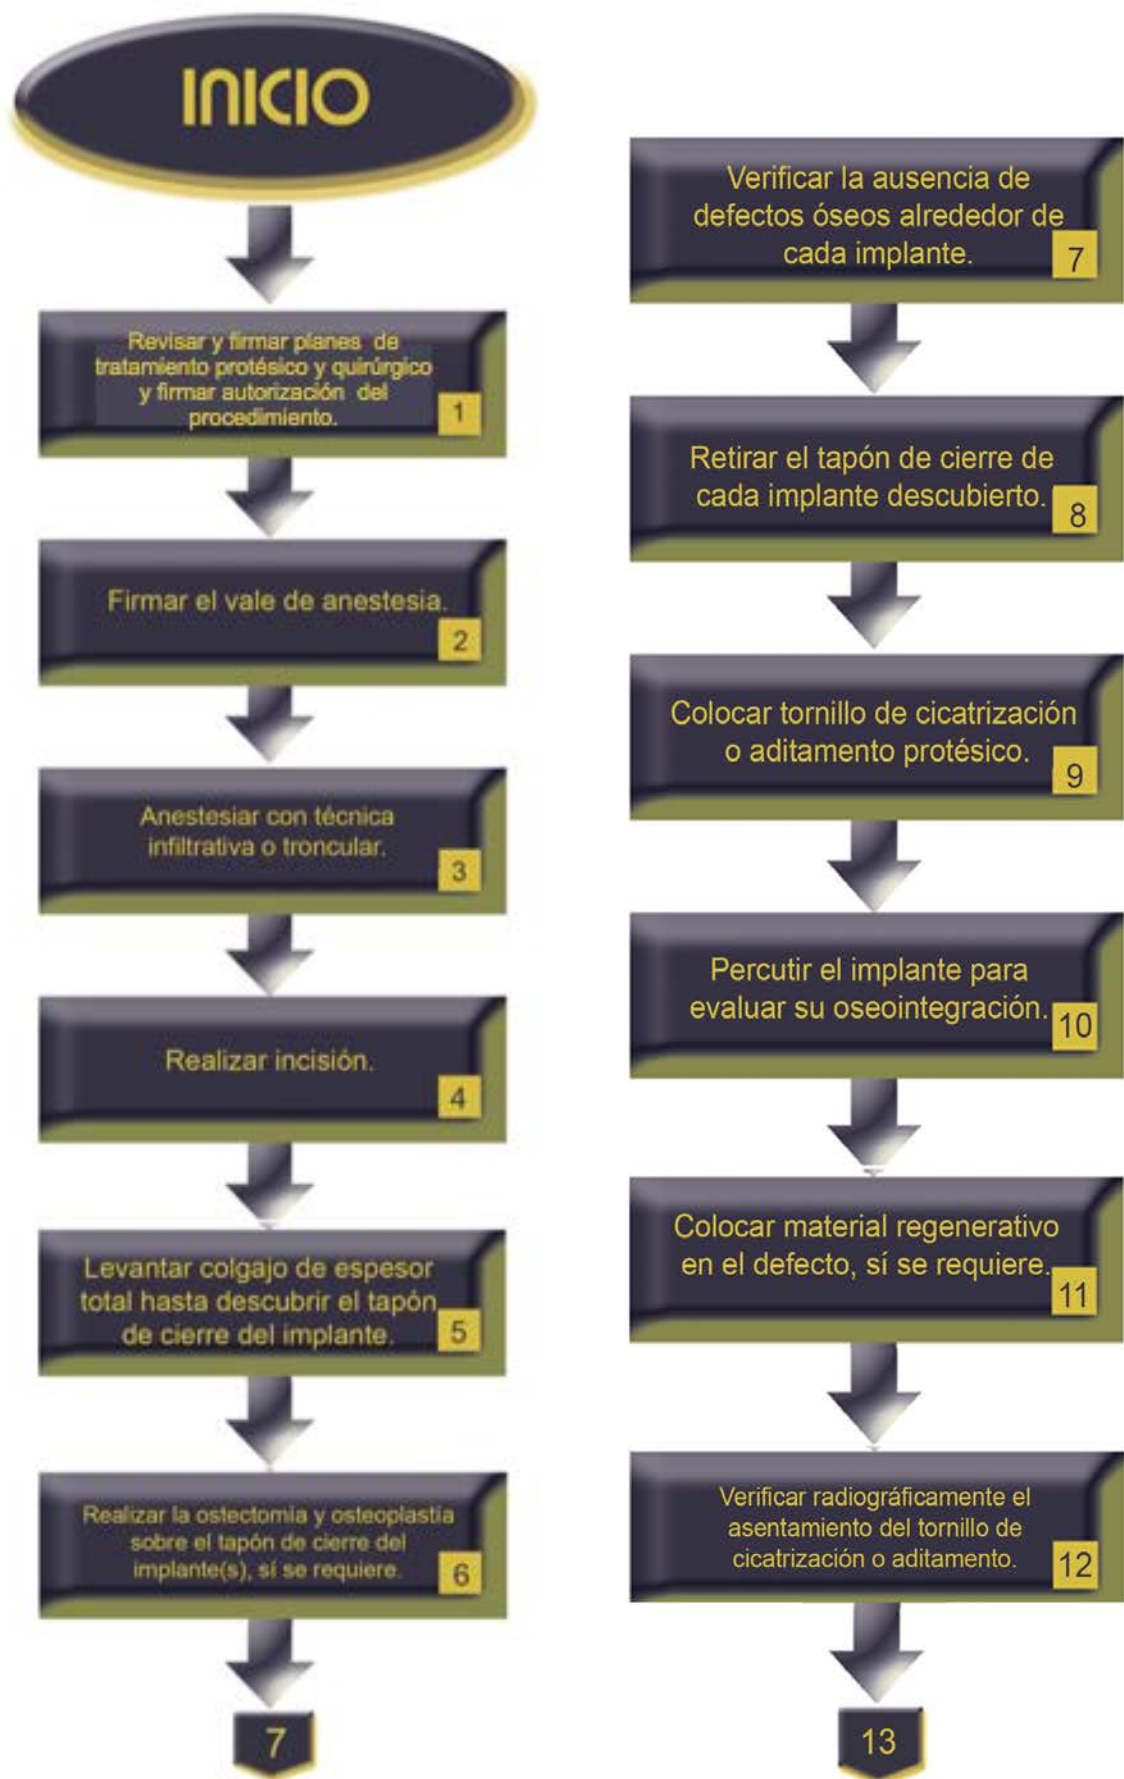 INICIO
Revisar y firmar planes de
tratamiento protésico y quirúrgico
y firmar autorización del
procedimiento.
1
Firmar el vale de anestesia.
2
Anestesiar con técnica
infiltrativa o troncular.
3
Realizar incisión.
4
Levantar colgajo de espesor
total hasta descubrir el tapón
de cierre del implante.
5
Realizar la ostectomia y osteoplastía
sobre el tapón de cierre del
implante(s), sí se requiere.
6
7
Verificar la ausencia de
defectos óseos alrededor de
cada implante.
7
Retirar el tapón de cierre de
cada implante descubierto.
8
Colocar tornillo de cicatrización
o aditamento protésico.
9
Percutir el implante para
evaluar su oseointegración.
10
Colocar material regenerativo
en el defecto, sí se requiere.
11
Verificar radiográficamente el
asentamiento del tornillo de
cicatrización o aditamento.
12
13